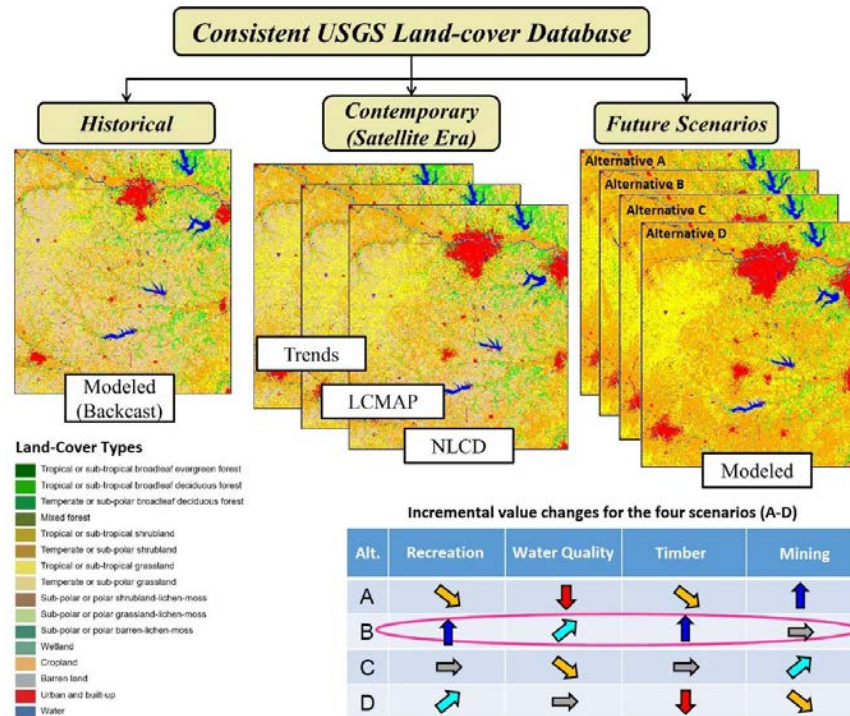 Consistent USGS Land-cover Database
Historical
Contemporary
(Satellite Era)
Future Scenarios
Alternative A
Alternative B
Alternative C
Alternative D
Trends
LCMAP
NLCD
Modeled
(Backcast)
Modeled
Land-Cover Types
Tropical or sub-tropical broadleaf evergreen forest
Tropical or sub-tropical broadleaf deciduous forest
Temperate or sub-polar broadleaf deciduous forest
Mixed forest
Tropical or sub-tropical shrubland
Temperate or sub-polar shrubland
Tropical or sub-tropical grassland
Temperate or sub-polar grassland
Sub-polar or polar shrubland-lichen-moss
Sub-polar or polar grassland-lichen-moss
Sub-polar or polar barren-lichen-moss
Wetland
Cropland
Barren land
Urban and built-up
Water
Incremental value changes for the four scenarios (A-D)
Alt. Recreation Water Quality Timber Mining
A
B
C
D